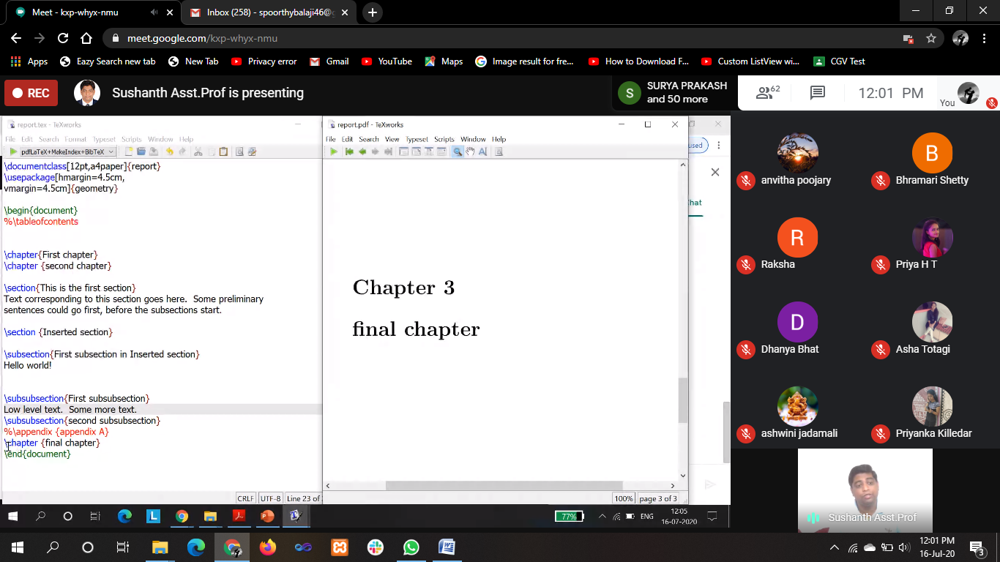 Meet - kxp-whyx-nmu
Inbox (258) - spoorthybalaji46@g
meet.google.com/kxp-whyx-nmu
Apps
Eazy Search new tab
New Tab
Privacy error
Gmail
YouTube
Maps
Image result for fre...
How to Download F...
Custom ListView wi...
CGV Test
REC
Sushanth Asst.Prof is presenting
S
SURYA PRAKASH
and 50 more
62
12:01 PM
You
report.tex - TeXworks
File Edit Search Format Typeset Scripts Window Help
pdfLaTeX+MakeIndex+BibTeX
\documentclass[12pt,a4paper]{report}
\usepackage[hmargin=4.5cm,
vmargin=4.5cm]{geometry}
\begin{document}
%\tableofcontents
\chapter{First chapter}
\chapter {second chapter}
\section{This is the first section}
Text corresponding to this section goes here.  Some preliminary
sentences could go first, before the subsections start.
\section {Inserted section}
\subsection{First subsection in Inserted section}
Hello world!
\subsubsection{First subsubsection}
Low level text.  Some more text.
\subsubsection{second subsubsection}
%\appendix {appendix A}
\chapter {final chapter}
\end{document}
CRLF
UTF-8
Line 23 of
report.pdf - TeXworks
File Edit Search View Typeset Scripts Window Help
Chapter 3
final chapter
100%
page 3 of 3
used
hat
anvitha poojary
B
Bhramari Shetty
R
Raksha
Priya H T
D
Dhanya Bhat
Asha Totagi
ashwini jadamali
Priyanka Killedar
Sushanth Asst.Prof
L
77%
ENG
12:05
16-07-2020
12:01 PM
16-Jul-20
3